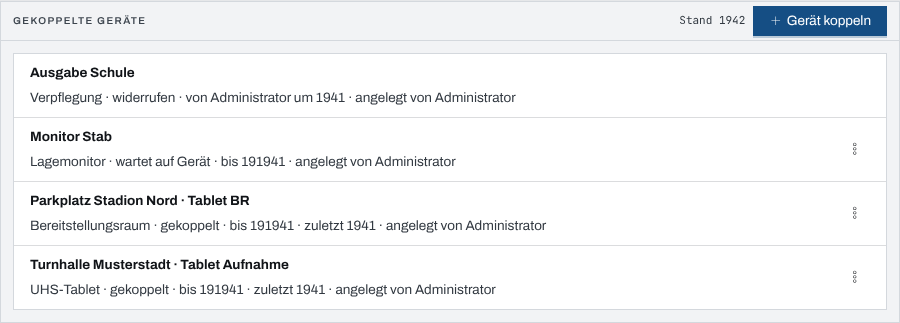 GEKOPPELTE GERÄTE
Stand 1942
+ Gerät koppeln
Ausgabe Schule
Verpflegung · widerrufen · von Administrator um 1941 · angelegt von Administrator
Monitor Stab
Lagemonitor · wartet auf Gerät · bis 191941 · angelegt von Administrator
Parkplatz Stadion Nord · Tablet BR
Bereitstellungsraum · gekoppelt · bis 191941 · zuletzt 1941 · angelegt von Administrator
Turnhalle Musterstadt · Tablet Aufnahme
UHS-Tablet · gekoppelt · bis 191941 · zuletzt 1941 · angelegt von Administrator